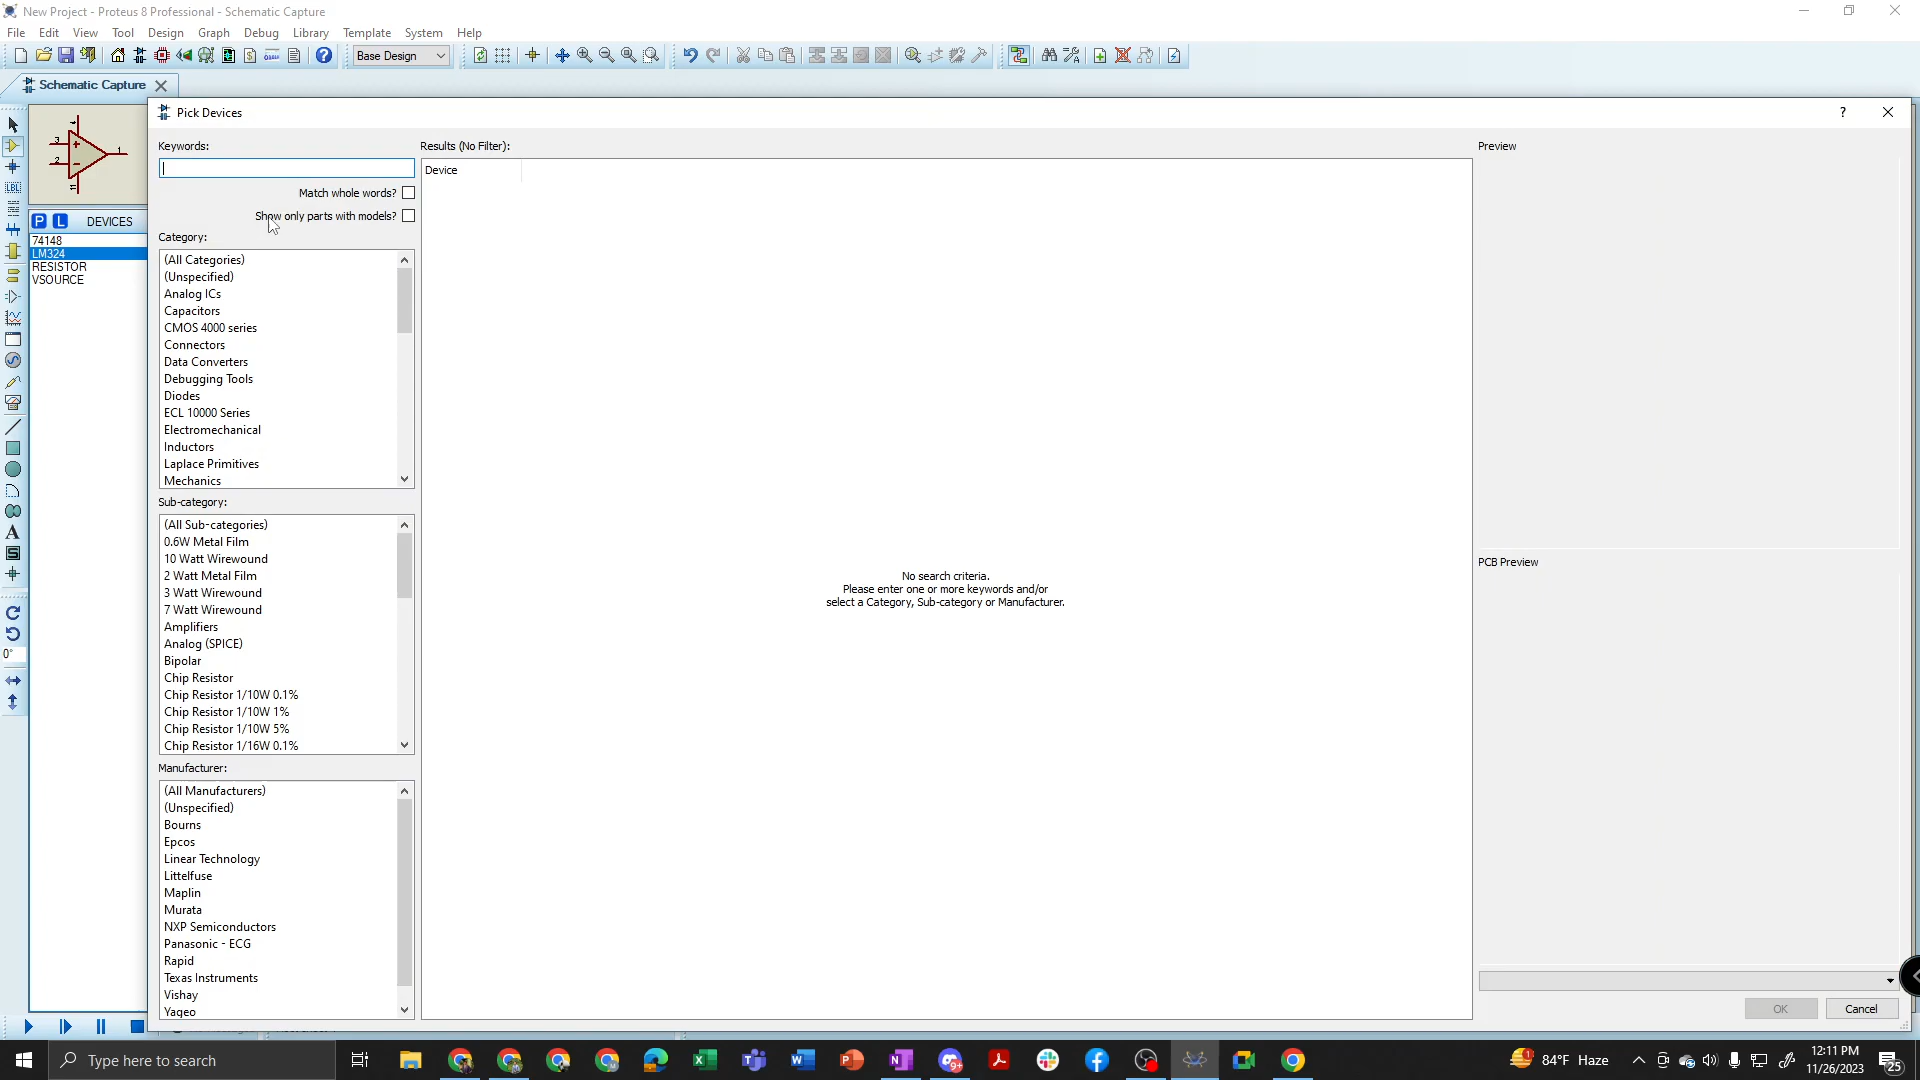 New Project - Proteus 8 Professional - Schematic Capture
File Edit View Tool Design Graph Debug Library Template System Help
Base Design
Schematic Capture
Pick Devices
?
3
2
1
P L DEVICES
74148
LM324
RESISTOR
VSOURCE
LBL
A
S
0°
Keywords:
Match whole words?
Show only parts with models?
Category:
(All Categories)
(Unspecified)
Analog ICs
Capacitors
CMOS 4000 series
Connectors
Data Converters
Debugging Tools
Diodes
ECL 10000 Series
Electromechanical
Inductors
Laplace Primitives
Mechanics
Sub-category:
(All Sub-categories)
0.6W Metal Film
10 Watt Wirewound
2 Watt Metal Film
3 Watt Wirewound
7 Watt Wirewound
Amplifiers
Analog (SPICE)
Bipolar
Chip Resistor
Chip Resistor 1/10W 0.1%
Chip Resistor 1/10W 1%
Chip Resistor 1/10W 5%
Chip Resistor 1/16W 0.1%
Manufacturer:
(All Manufacturers)
(Unspecified)
Bourns
Epcos
Linear Technology
Littelfuse
Maplin
Murata
NXP Semiconductors
Panasonic - ECG
Rapid
Texas Instruments
Vishay
Yageo
Results (No Filter):
Device
No search criteria.
Please enter one or more keywords and/or
select a Category, Sub-category or Manufacturer.
Preview
PCB Preview
OK Cancel
Type here to search
9+
84°F Haze
12:11 PM
11/26/2023
25